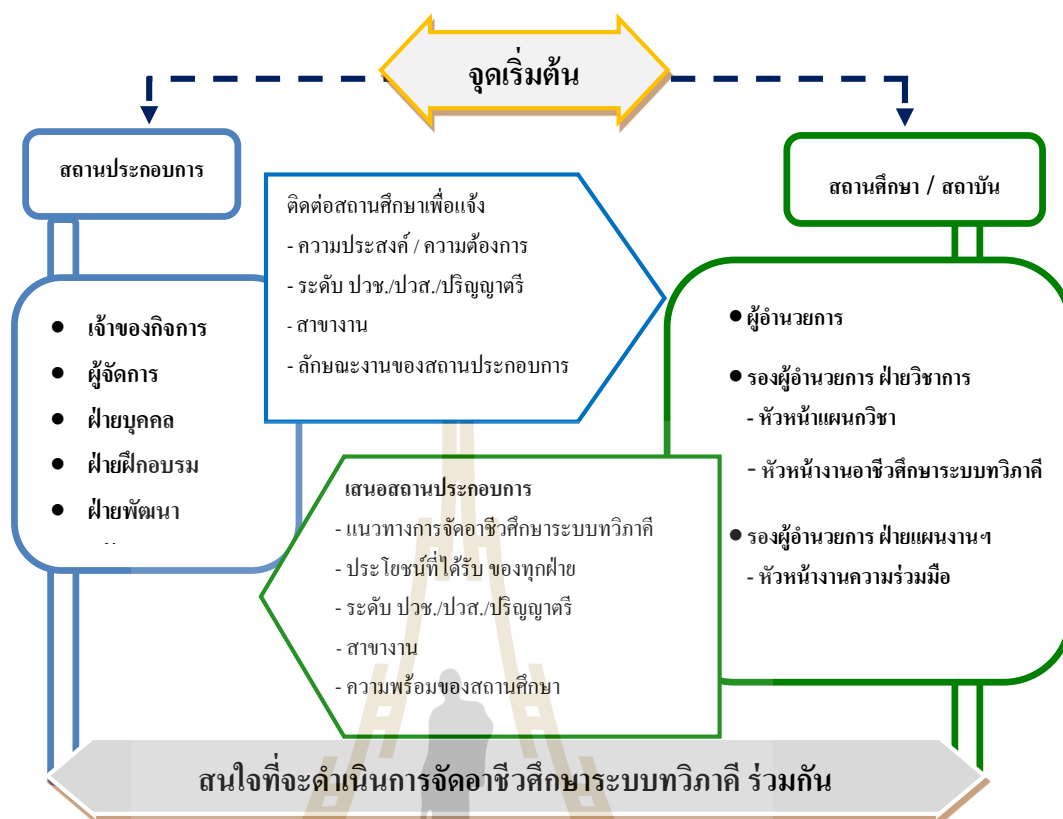 จุดเริ่มต้น
สถานประกอบการ
สถานศึกษา / สถาบัน
ติดต่อสถานศึกษาเพื่อแจ้ง
- ความประสงค์ / ความต้องการ
- ระดับ ปวช./ปวส./ปริญญาตรี
- สาขางาน
- ลักษณะงานของสถานประกอบการ
● เจ้าของกิจการ
● ผู้จัดการ
● ฝ่ายบุคคล
● ฝ่ายฝึกอบรม
● ฝ่ายพัฒนา
● ผู้อำนวยการ
● รองผู้อำนวยการ ฝ่ายวิชาการ
- หัวหน้าแผนกวิชา
- หัวหน้างานอาชีวศึกษาระบบทวิภาคี
● รองผู้อำนวยการ ฝ่ายแผนงานฯ
- หัวหน้างานความร่วมมือ
เสนอสถานประกอบการ
- แนวทางการจัดอาชีวศึกษาระบบทวิภาคี
- ประโยชน์ที่ได้รับ ของทุกฝ่าย
- ระดับ ปวช./ปวส./ปริญญาตรี
- สาขางาน
- ความพร้อมของสถานศึกษา
สนใจที่จะดำเนินการจัดอาชีวศึกษาระบบทวิภาคี ร่วมกัน